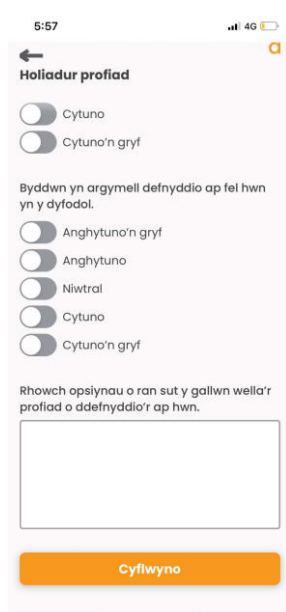 5:57 4G
a
Holiadur profiad
Cytuno
Cytuno'n gryf
Byddwn yn argymell defnyddio ap fel hwn
yn y dyfodol.
Anghytuno'n gryf
Anghytuno
Niwtral
Cytuno
Cytuno'n gryf
Rhowch opsiynau o ran sut y gallwn wella'r
profiad o ddefnyddio'r ap hwn.
Cyflwyno